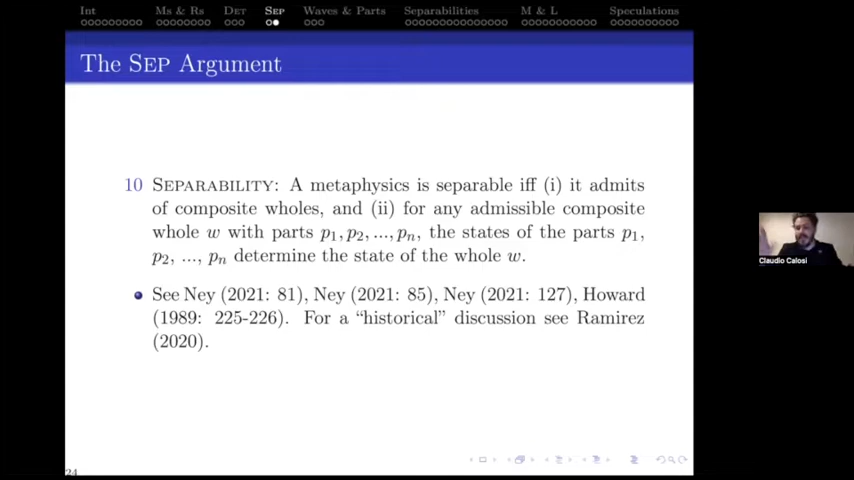 Int Ms & Rs Det Sep Waves & Parts Separabilities M & L Speculations
The Sep Argument
10 Separability: A metaphysics is separable iff (i) it admits
of composite wholes, and (ii) for any admissible composite
whole w with parts p1, p2, ..., pn, the states of the parts p1,
p2, ..., pn determine the state of the whole w.
See Ney (2021: 81), Ney (2021: 85), Ney (2021: 127), Howard
(1989: 225-226). For a “historical” discussion see Ramirez
(2020).
Claudio Calosi
24